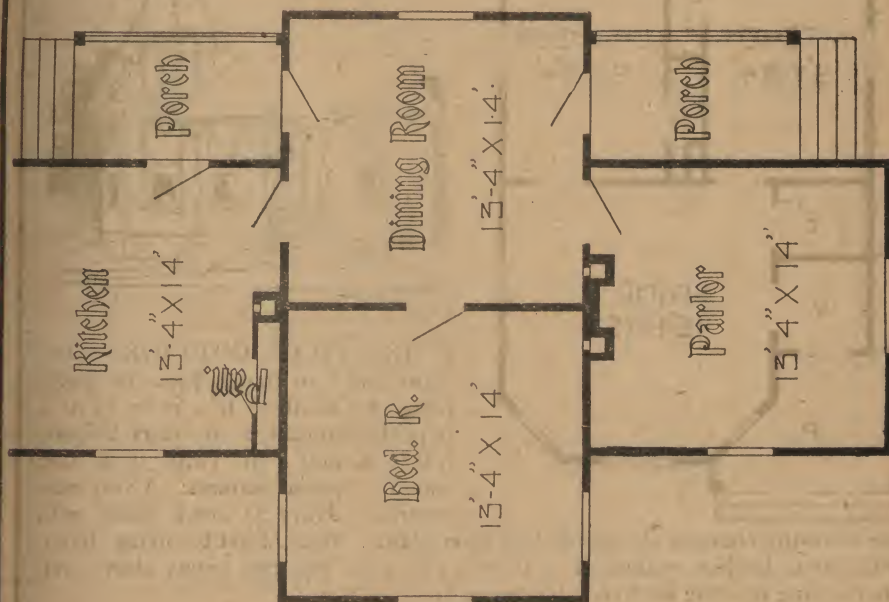 Porch
Kitchen
13'-4" X 14'
Pan.
Dining Room
13'-4" X 14'
Bed. R.
13'-4" X 14'
Porch
Parlor
13' 4" X 14'